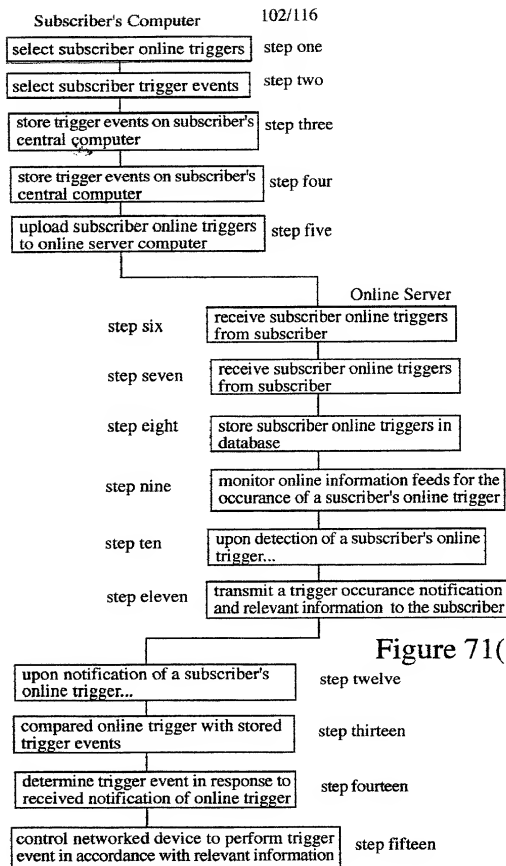 Subscriber's Computer 102/116
select subscriber online triggers step one
select subscriber trigger events step two
store trigger events on subscriber's
central computer step three
store trigger events on subscriber's
central computer step four
upload subscriber online triggers
to online server computer step five
Online Server
step six receive subscriber online triggers
from subscriber
step seven receive subscriber online triggers
from subscriber
step eight store subscriber online triggers in
database
step nine monitor online information feeds for the
occurance of a suscriber's online trigger
step ten upon detection of a subscriber's online
trigger...
step eleven transmit a trigger occurance notification
and relevant information to the subscriber
Figure 71(
upon notification of a subscriber's
online trigger... step twelve
compared online trigger with stored
trigger events step thirteen
determine trigger event in response to
received notification of online trigger step fourteen
control networked device to perform trigger
event in accordance with relevant information step fifteen